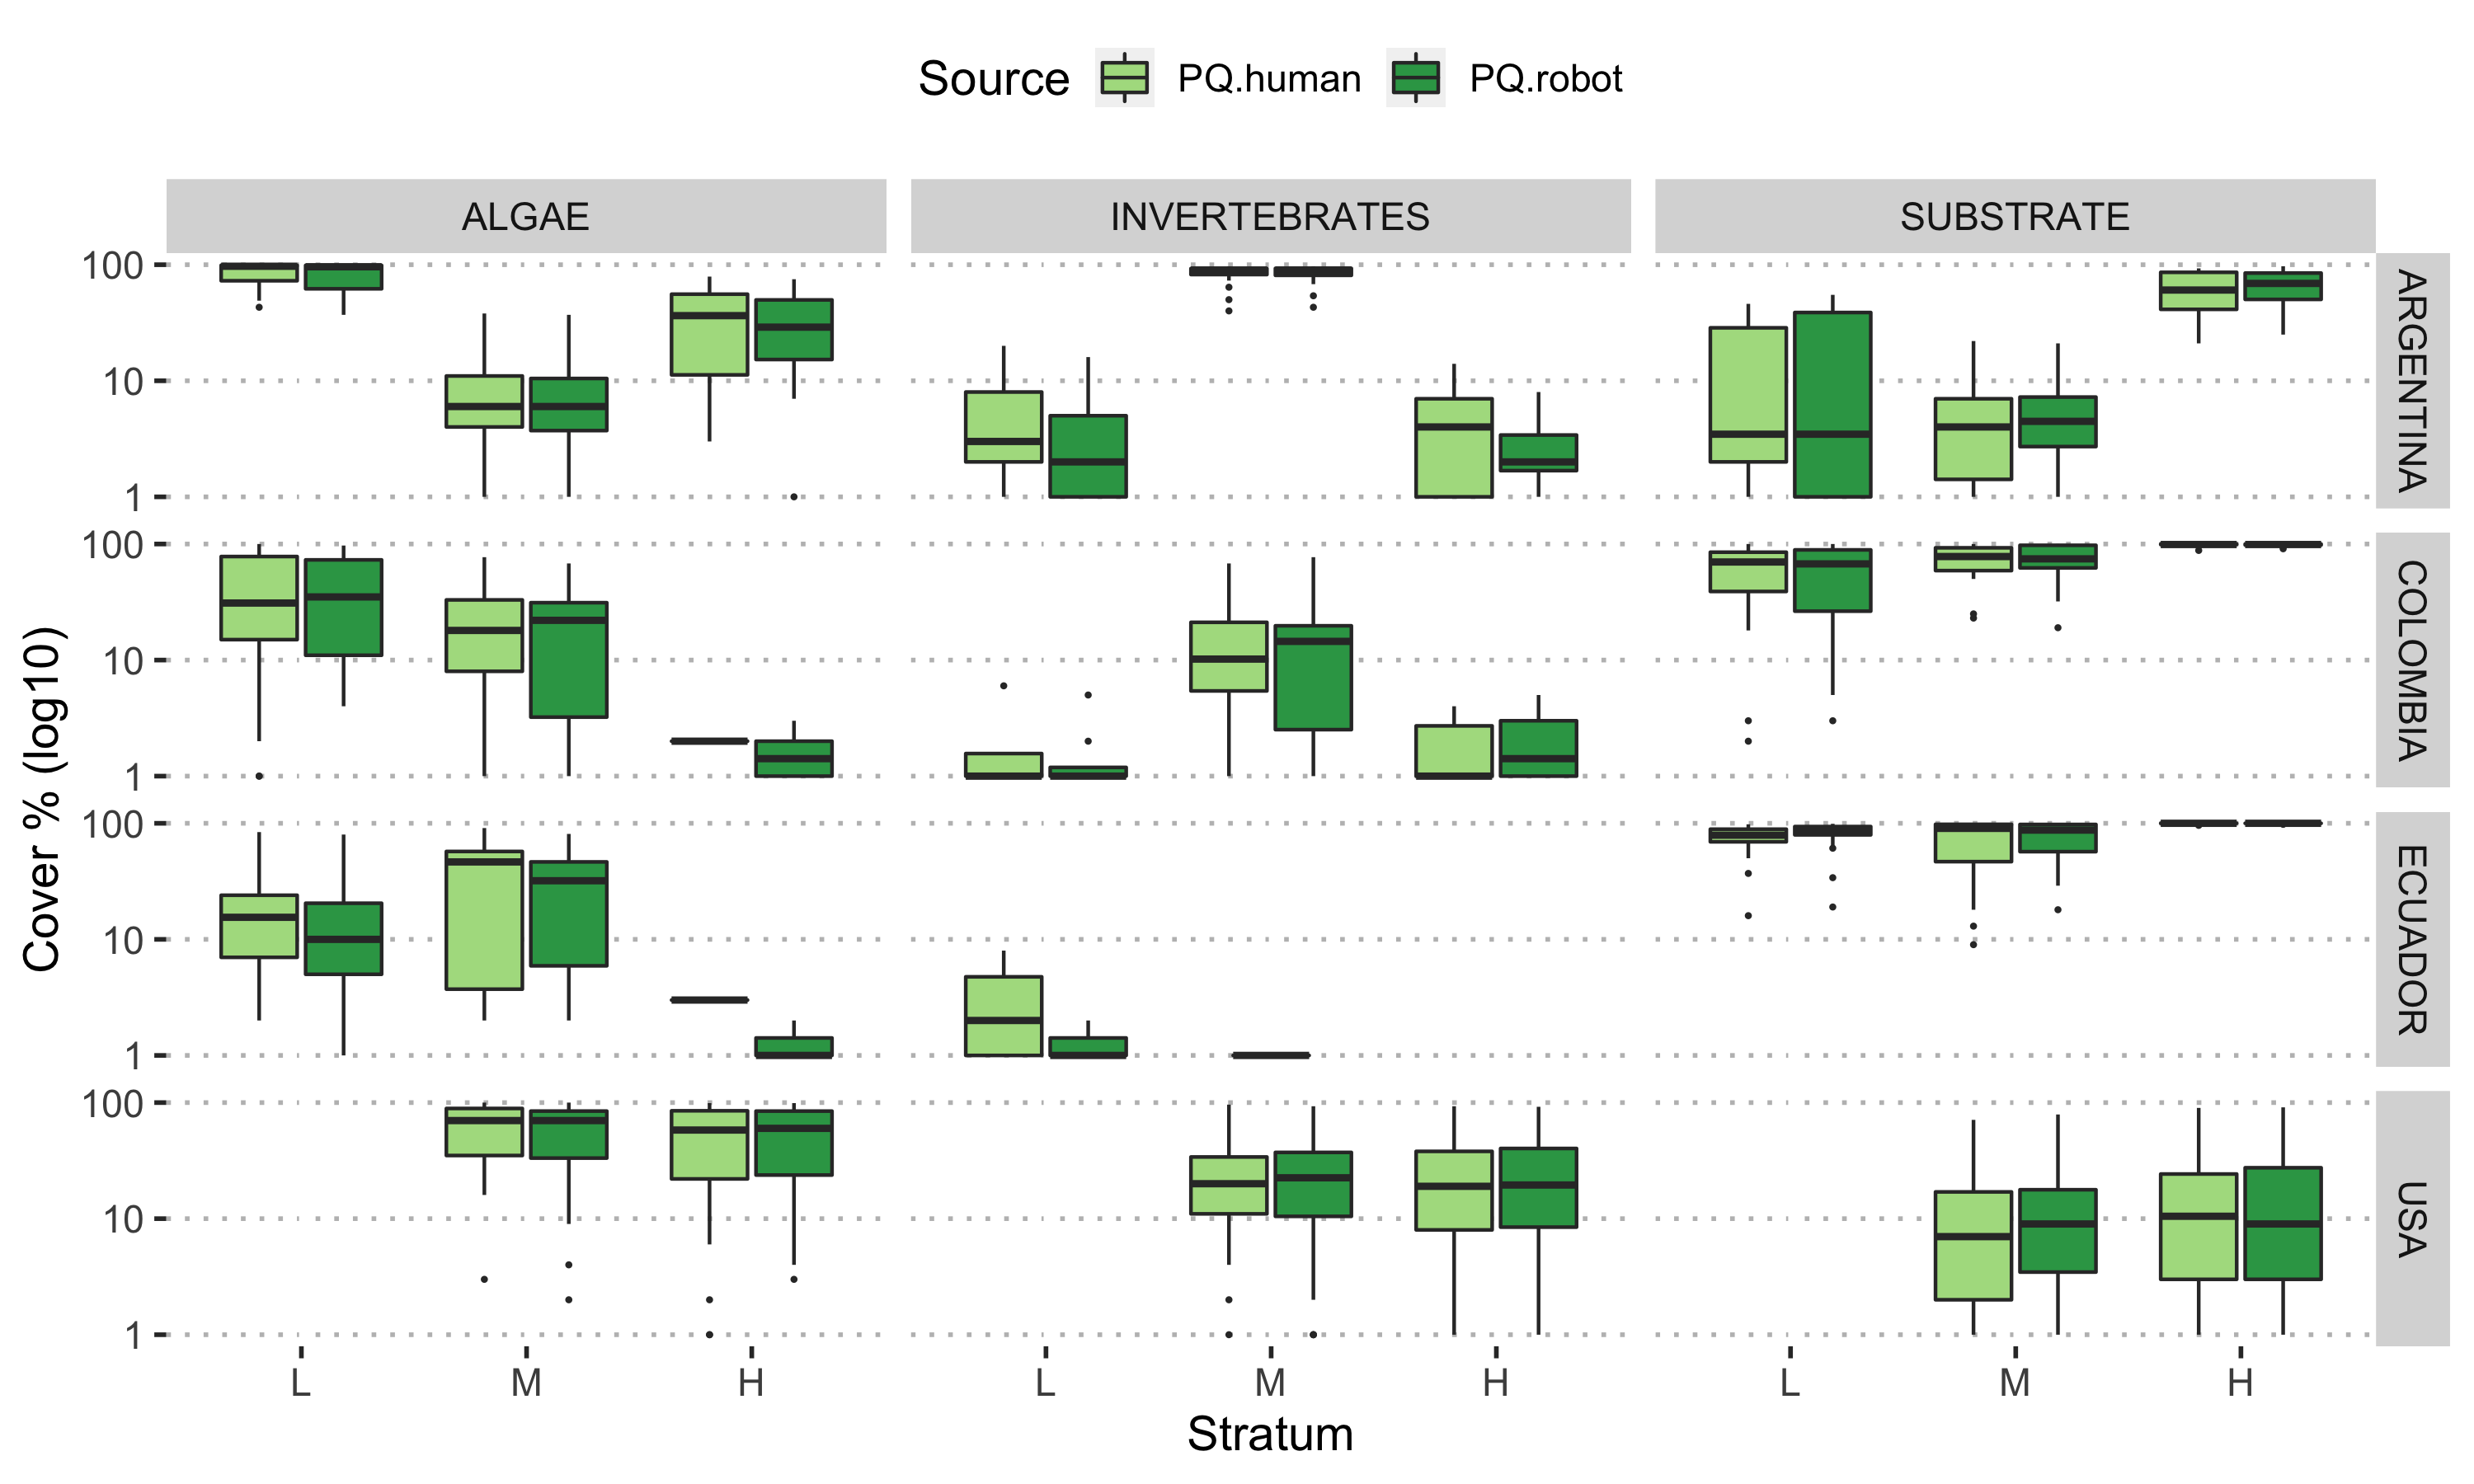 Source PQ.human PQ.robot
ALGAE INVERTEBRATES SUBSTRATE
100
10
1
ARGENTINA
100
10
1
COLOMBIA
100
10
1
ECUADOR
100
10
1
USA
Cover % (log10)
L M H L M H L M H
Stratum